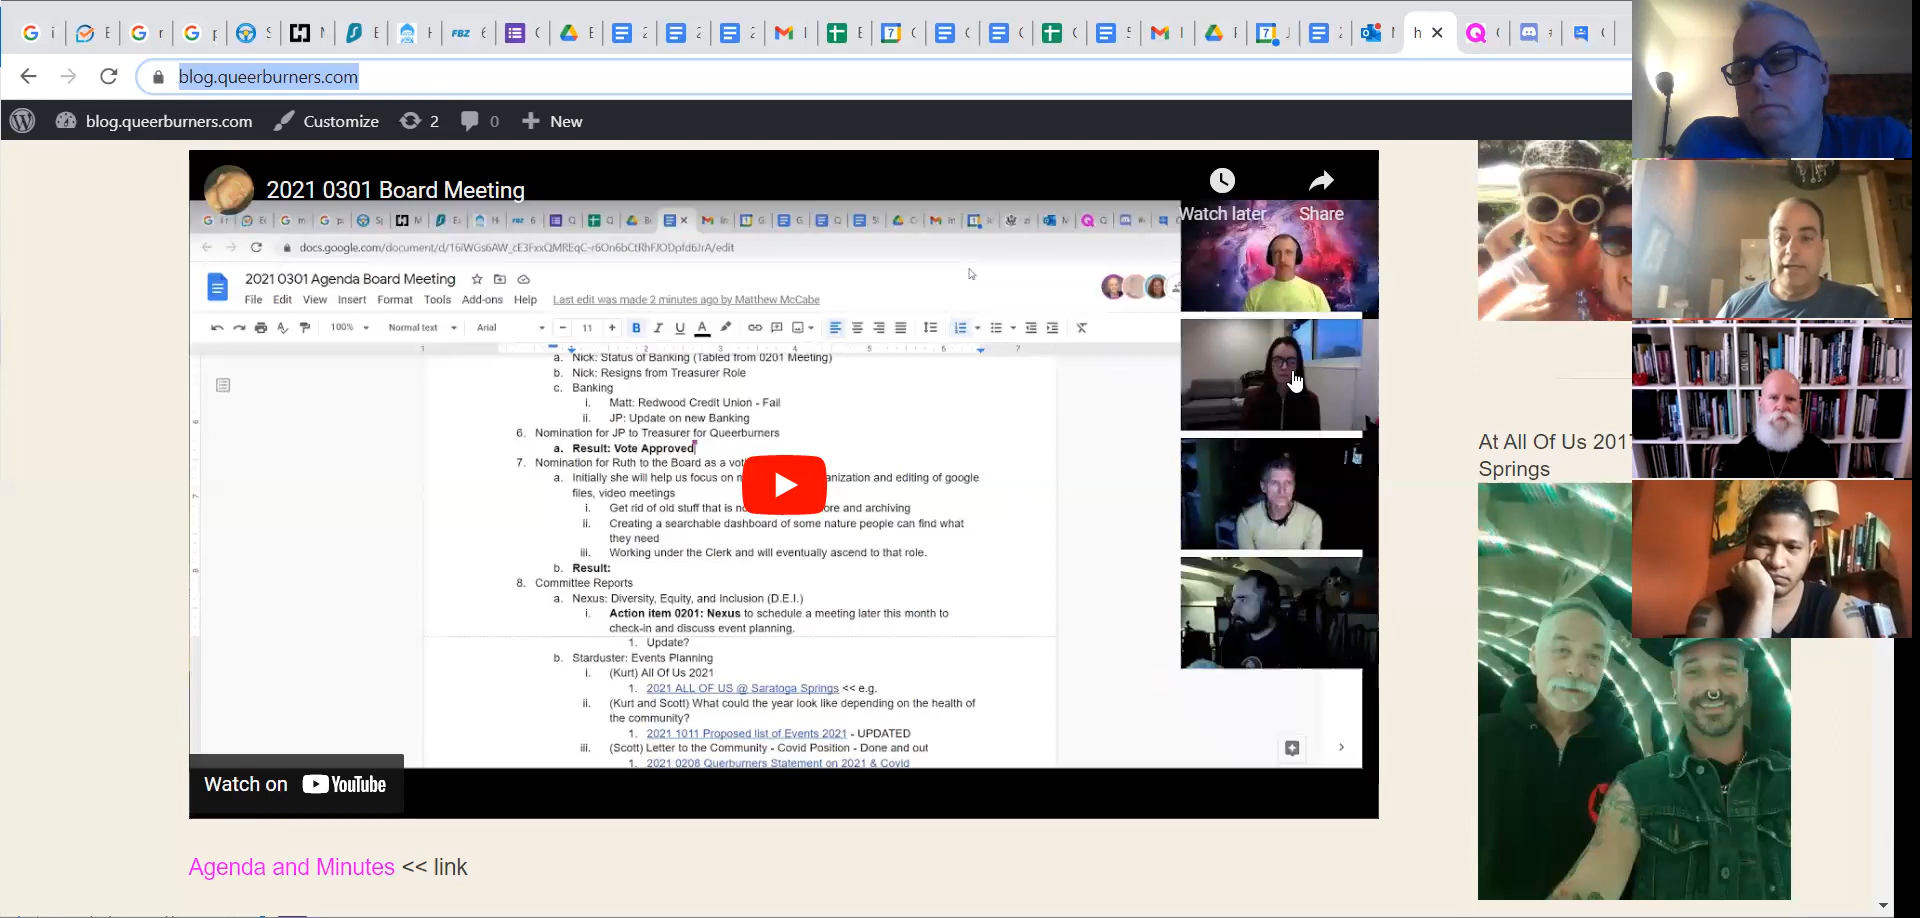 blog.queerburners.com
blog.queerburners.com
Customize
2
0
New
2021 0301 Board Meeting
Watch later
Share
docs.google.com/document/d/16iWGs6AW_cE3FxxQMREqC-r6On6bCtRhFJODpfd6JrA/edit
2021 0301 Agenda Board Meeting
File Edit View Insert Format Tools Add-ons Help Last edit was made 2 minutes ago by Matthew McCabe
100% Normal text Arial 11
a. Nick: Status of Banking (Tabled from 0201 Meeting)
b. Nick: Resigns from Treasurer Role
c. Banking
i. Matt: Redwood Credit Union - Fail
ii. JP: Update on new Banking
6. Nomination for JP to Treasurer for Queerburners
a. Result: Vote Approved
7. Nomination for Ruth to the Board as a
a. Initially she will help us focus on editing of google
files, video meetings
i. Get rid of old stuff that is and archiving
ii. Creating a searchable dashboard of some nature people can find what
they need
iii. Working under the Clerk and will eventually ascend to that role.
b. Result:
8. Committee Reports
a. Nexus: Diversity, Equity, and Inclusion (D.E.I.)
i. Action item 0201: Nexus to schedule a meeting later this month to
check-in and discuss event planning.
1. Update?
b. Starduster: Events Planning
i. (Kurt) All Of Us 2021
1. 2021 ALL OF US @ Saratoga Springs << e.g.
ii. (Kurt and Scott) What could the year look like depending on the health of
the community?
1. 2021 1011 Proposed list of Events 2021 - UPDATED
iii. (Scott) Letter to the Community - Covid Position - Done and out
1. 2021 0208 Querburners Statement on 2021 & Covid
Watch on YouTube
Agenda and Minutes << link
At All Of Us 201
Springs